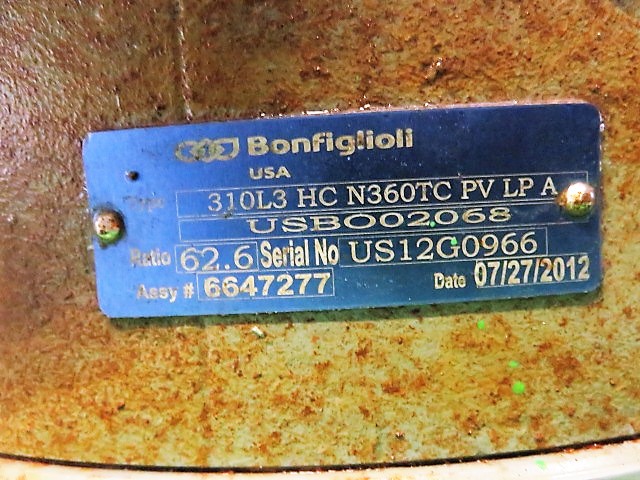 Bonfiglioli
USA
Type 310L3 HC N360TC PV LP A
USBO002068
Ratio 62.6 Serial No US12G0966
Assy # 6647277 Date 07/27/2012